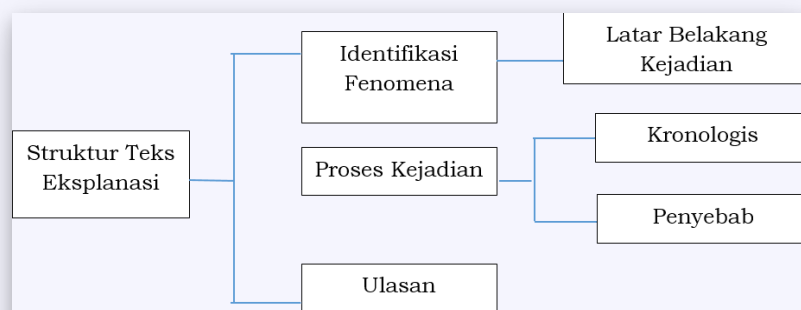 Struktur Teks
Eksplanasi
Identifikasi
Fenomena
Latar Belakang
Kejadian
Proses Kejadian
Kronologis
Penyebab
Ulasan